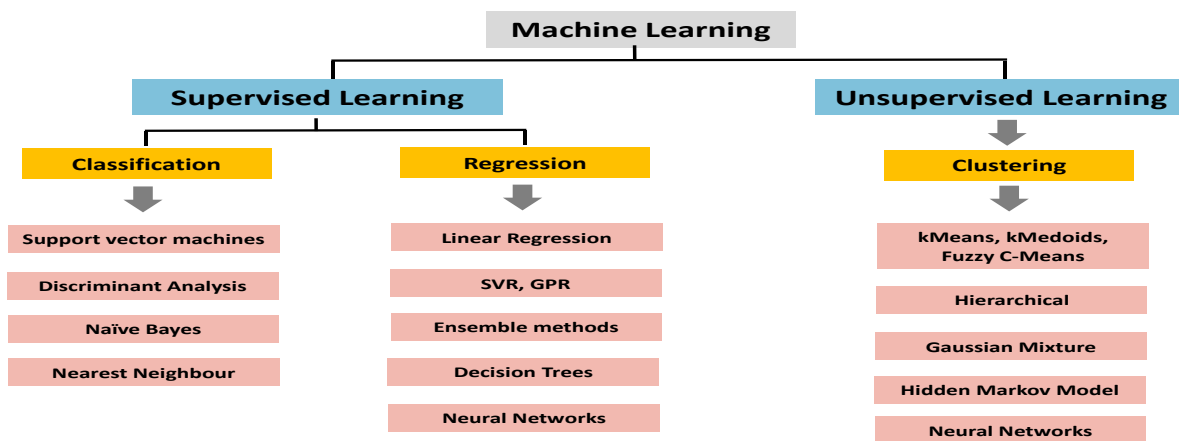 Machine Learning
Supervised Learning
Unsupervised Learning
Classification
Regression
Clustering
Support vector machines
Discriminant Analysis
Naïve Bayes
Nearest Neighbour
Linear Regression
SVR, GPR
Ensemble methods
Decision Trees
Neural Networks
kMeans, kMedoids,
Fuzzy C-Means
Hierarchical
Gaussian Mixture
Hidden Markov Model
Neural Networks